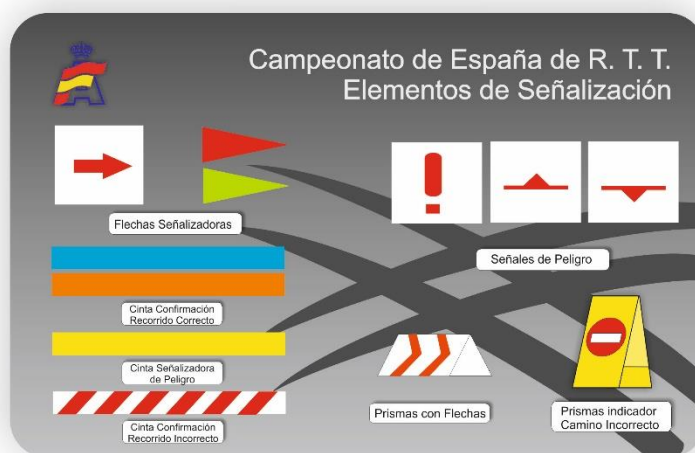 Campeonato de España de R. T. T.
Elementos de Señalización
Flechas Señalizadoras
Señales de Peligro
Cinta Confirmación
Recorrido Correcto
Cinta Señalizadora
de Peligro
Cinta Confirmación
Recorrido Incorrecto
Prismas con Flechas
Prismas indicador
Camino Incorrecto